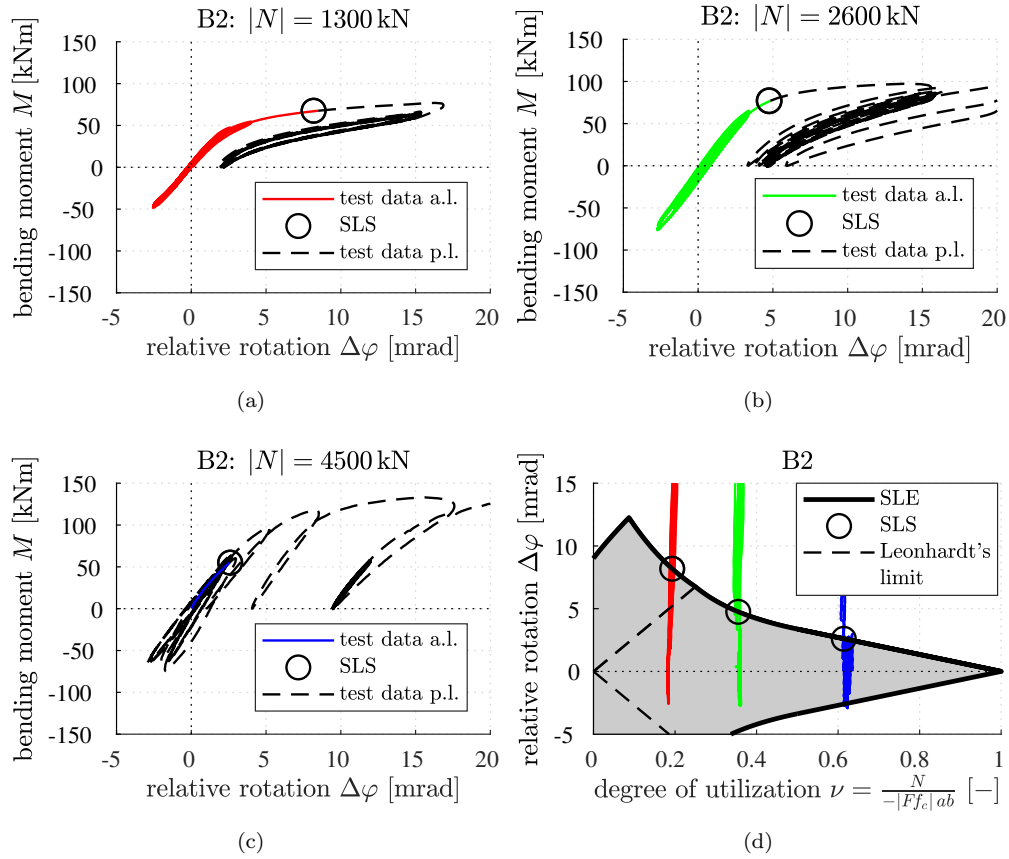 B2: |N| = 1300 kN
bending moment M [kNm]
150
100
50
0
-50
-100
-150
-5
0
5
10
15
20
test data a.l.
SLS
test data p.l.
relative rotation Δφ [mrad]
(a)
B2: |N| = 2600 kN
bending moment M [kNm]
150
100
50
0
-50
-100
-150
-5
0
5
10
15
20
test data a.l.
SLS
test data p.l.
relative rotation Δφ [mrad]
(b)
B2: |N| = 4500 kN
bending moment M [kNm]
150
100
50
0
-50
-100
-150
-5
0
5
10
15
20
test data a.l.
SLS
test data p.l.
relative rotation Δφ [mrad]
(c)
B2
relative rotation Δφ [mrad]
15
10
5
0
-5
0
0.2
0.4
0.6
0.8
1
SLE
SLS
Leonhardt's
limit
degree of utilization ν = N / -|F f_c| ab [−]
(d)